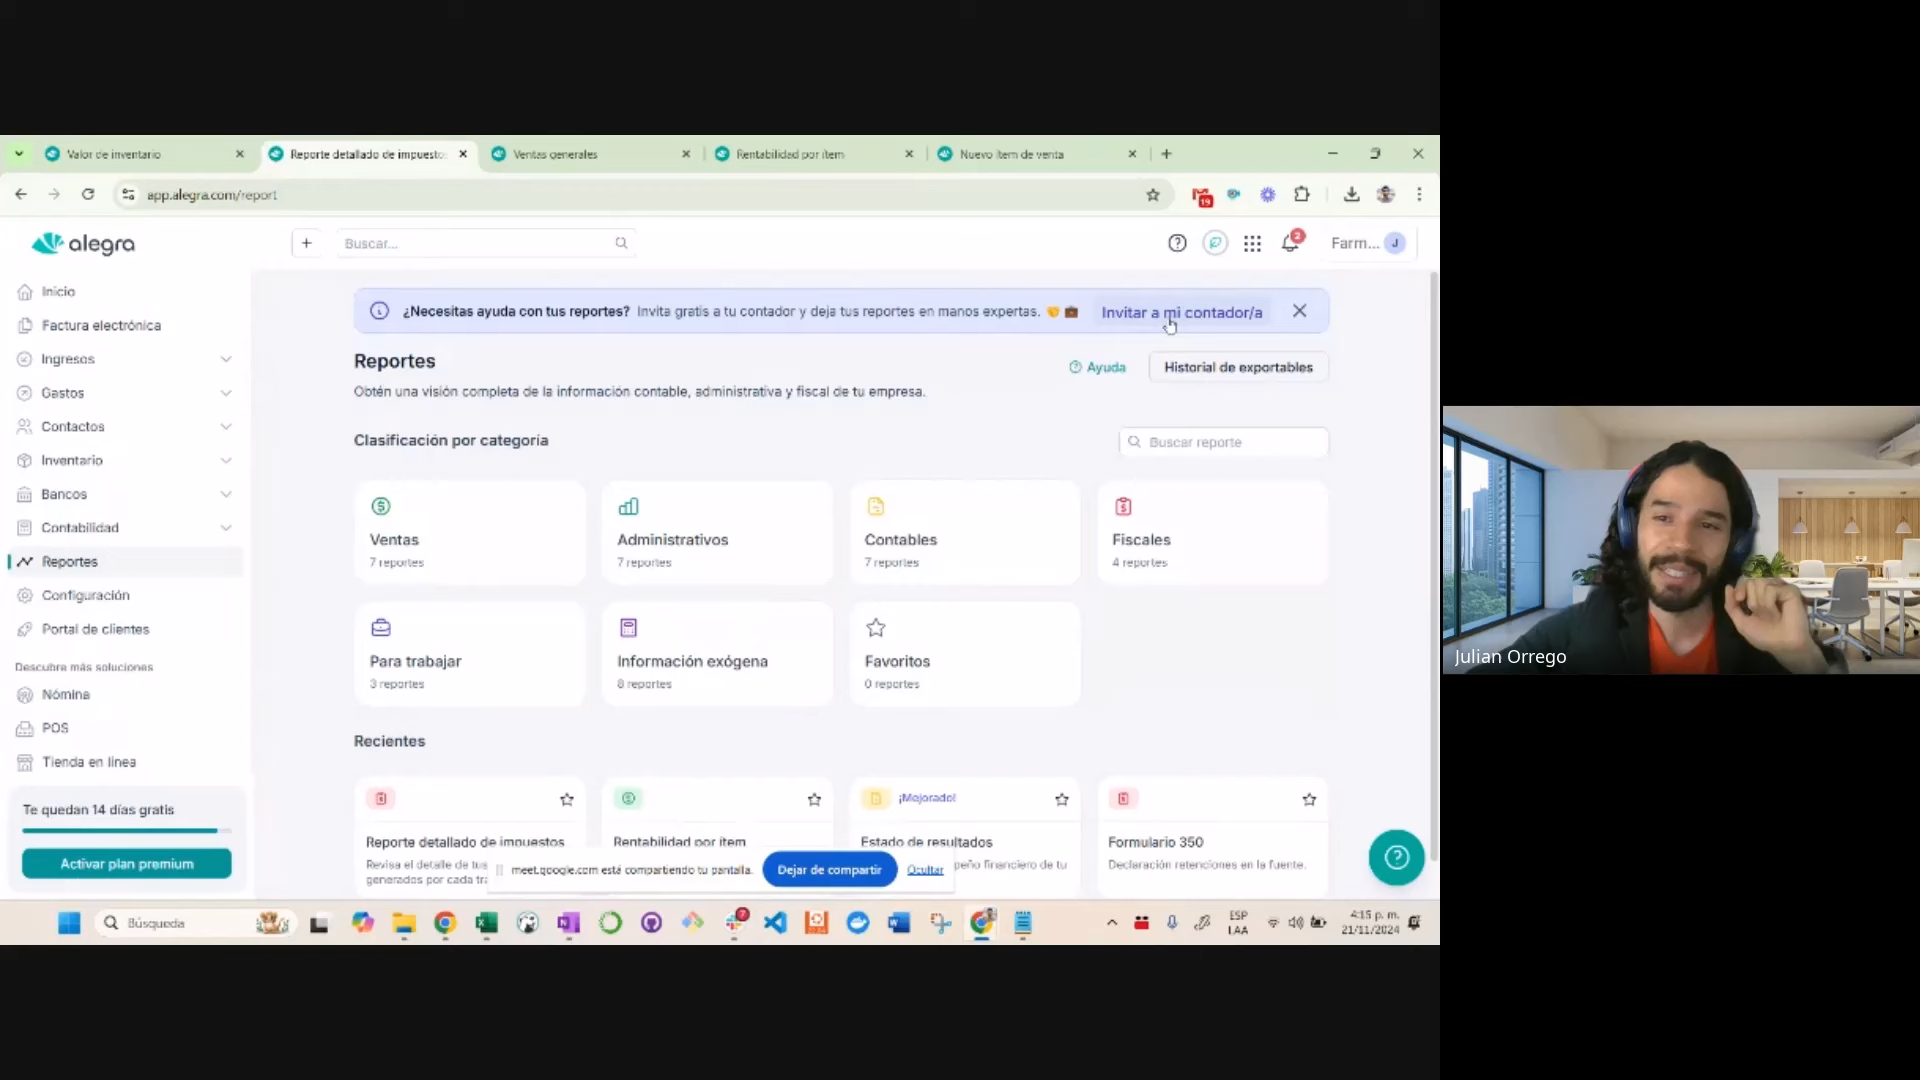 Valor de inventario
Reporte detallado de impuesto
Ventas generales
Rentabilidad por ítem
Nuevo ítem de venta
app.alegra.com/report
19
alegra
Buscar...
2
Farm... J
Inicio
Factura electrónica
Ingresos
Gastos
Contactos
Inventario
Bancos
Contabilidad
Reportes
Configuración
Portal de clientes
Descubre más soluciones
Nómina
POS
Tienda en línea
Te quedan 14 días gratis
Activar plan premium
¿Necesitas ayuda con tus reportes? Invita gratis a tu contador y deja tus reportes en manos expertas. 🤝 💼 Invitar a mi contador/a
Reportes
Ayuda
Historial de exportables
Obtén una visión completa de la información contable, administrativa y fiscal de tu empresa.
Clasificación por categoría
Buscar reporte
Ventas
7 reportes
Administrativos
7 reportes
Contables
7 reportes
Fiscales
4 reportes
Para trabajar
3 reportes
Información exógena
8 reportes
Favoritos
0 reportes
Recientes
Reporte detallado de impuestos
Revisa el detalle de tus
generados por cada tra
Rentabilidad por ítem
¡Mejorado!
Estado de resultados
peño financiero de tu
Formulario 350
Declaración retenciones en la fuente.
meet.google.com está compartiendo tu pantalla.
Dejar de compartir
Ocultar
Búsqueda
ESP
LAA
4:15 p. m.
21/11/2024
Julian Orrego